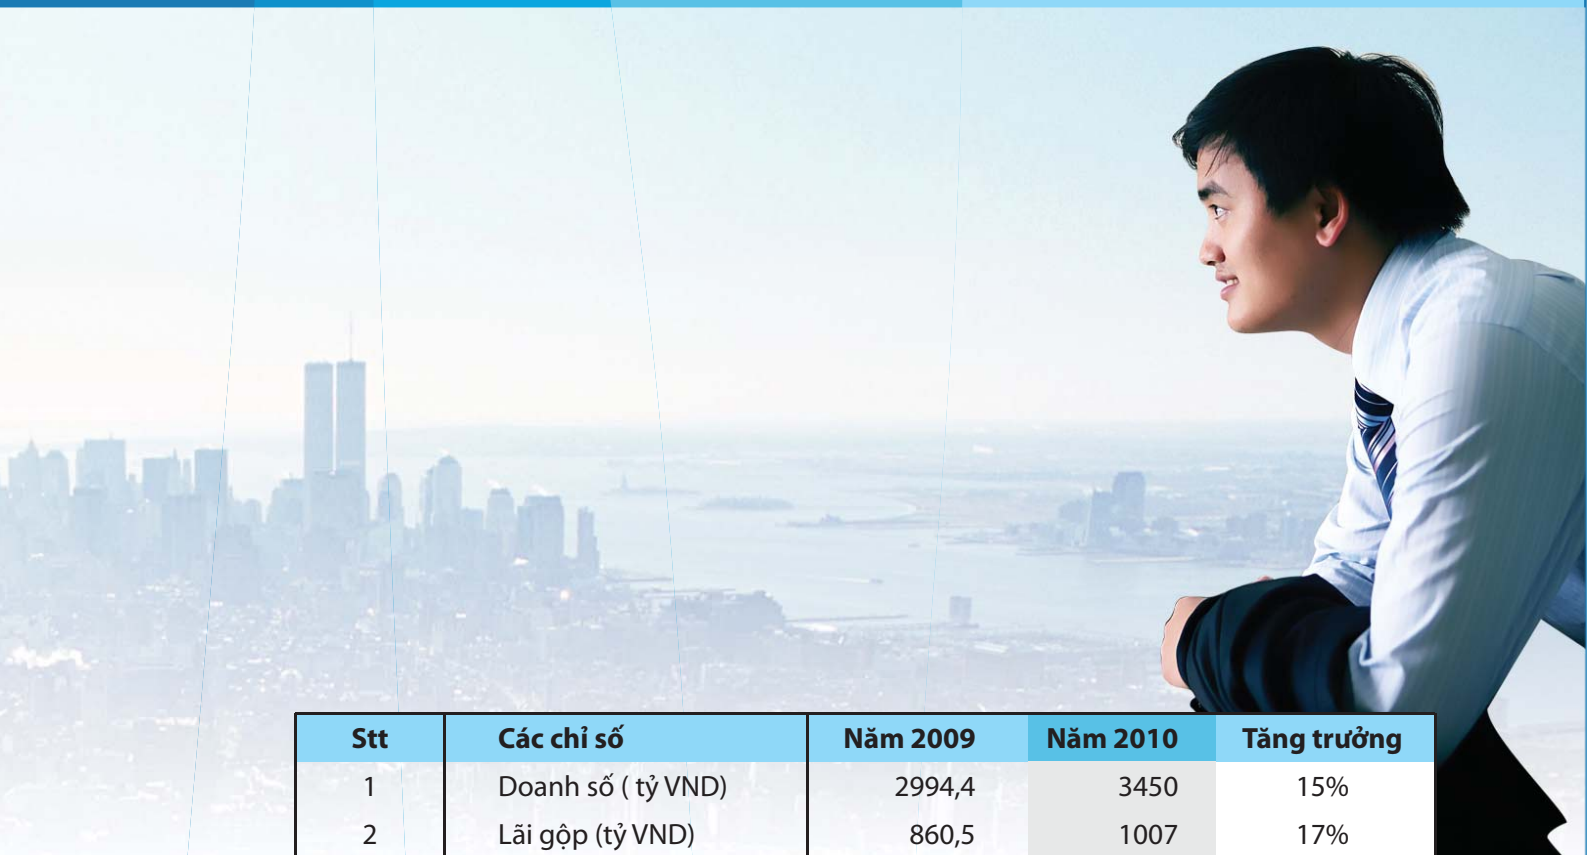 Stt Các chỉ số Năm 2009 Năm 2010 Tăng trưởng
1 Doanh số ( tỷ VND) 2994,4 3450 15%
2 Lãi gộp (tỷ VND) 860,5 1007 17%